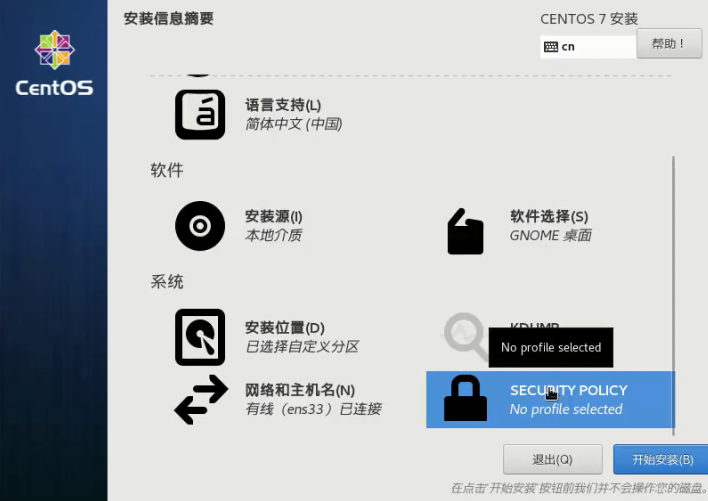 安装信息摘要
CENTOS 7 安装
cn
帮助！
CentOS
语言支持(L)
简体中文 (中国)
软件
安装源(I)
本地介质
软件选择(S)
GNOME 桌面
系统
安装位置(D)
已选择自定义分区
KDUMP
No profile selected
网络和主机名(N)
有线（ens33）已连接
SECURITY POLICY
No profile selected
退出(Q)
开始安装(B)
在点击'开始安装'按钮前我们并不会操作您的磁盘。